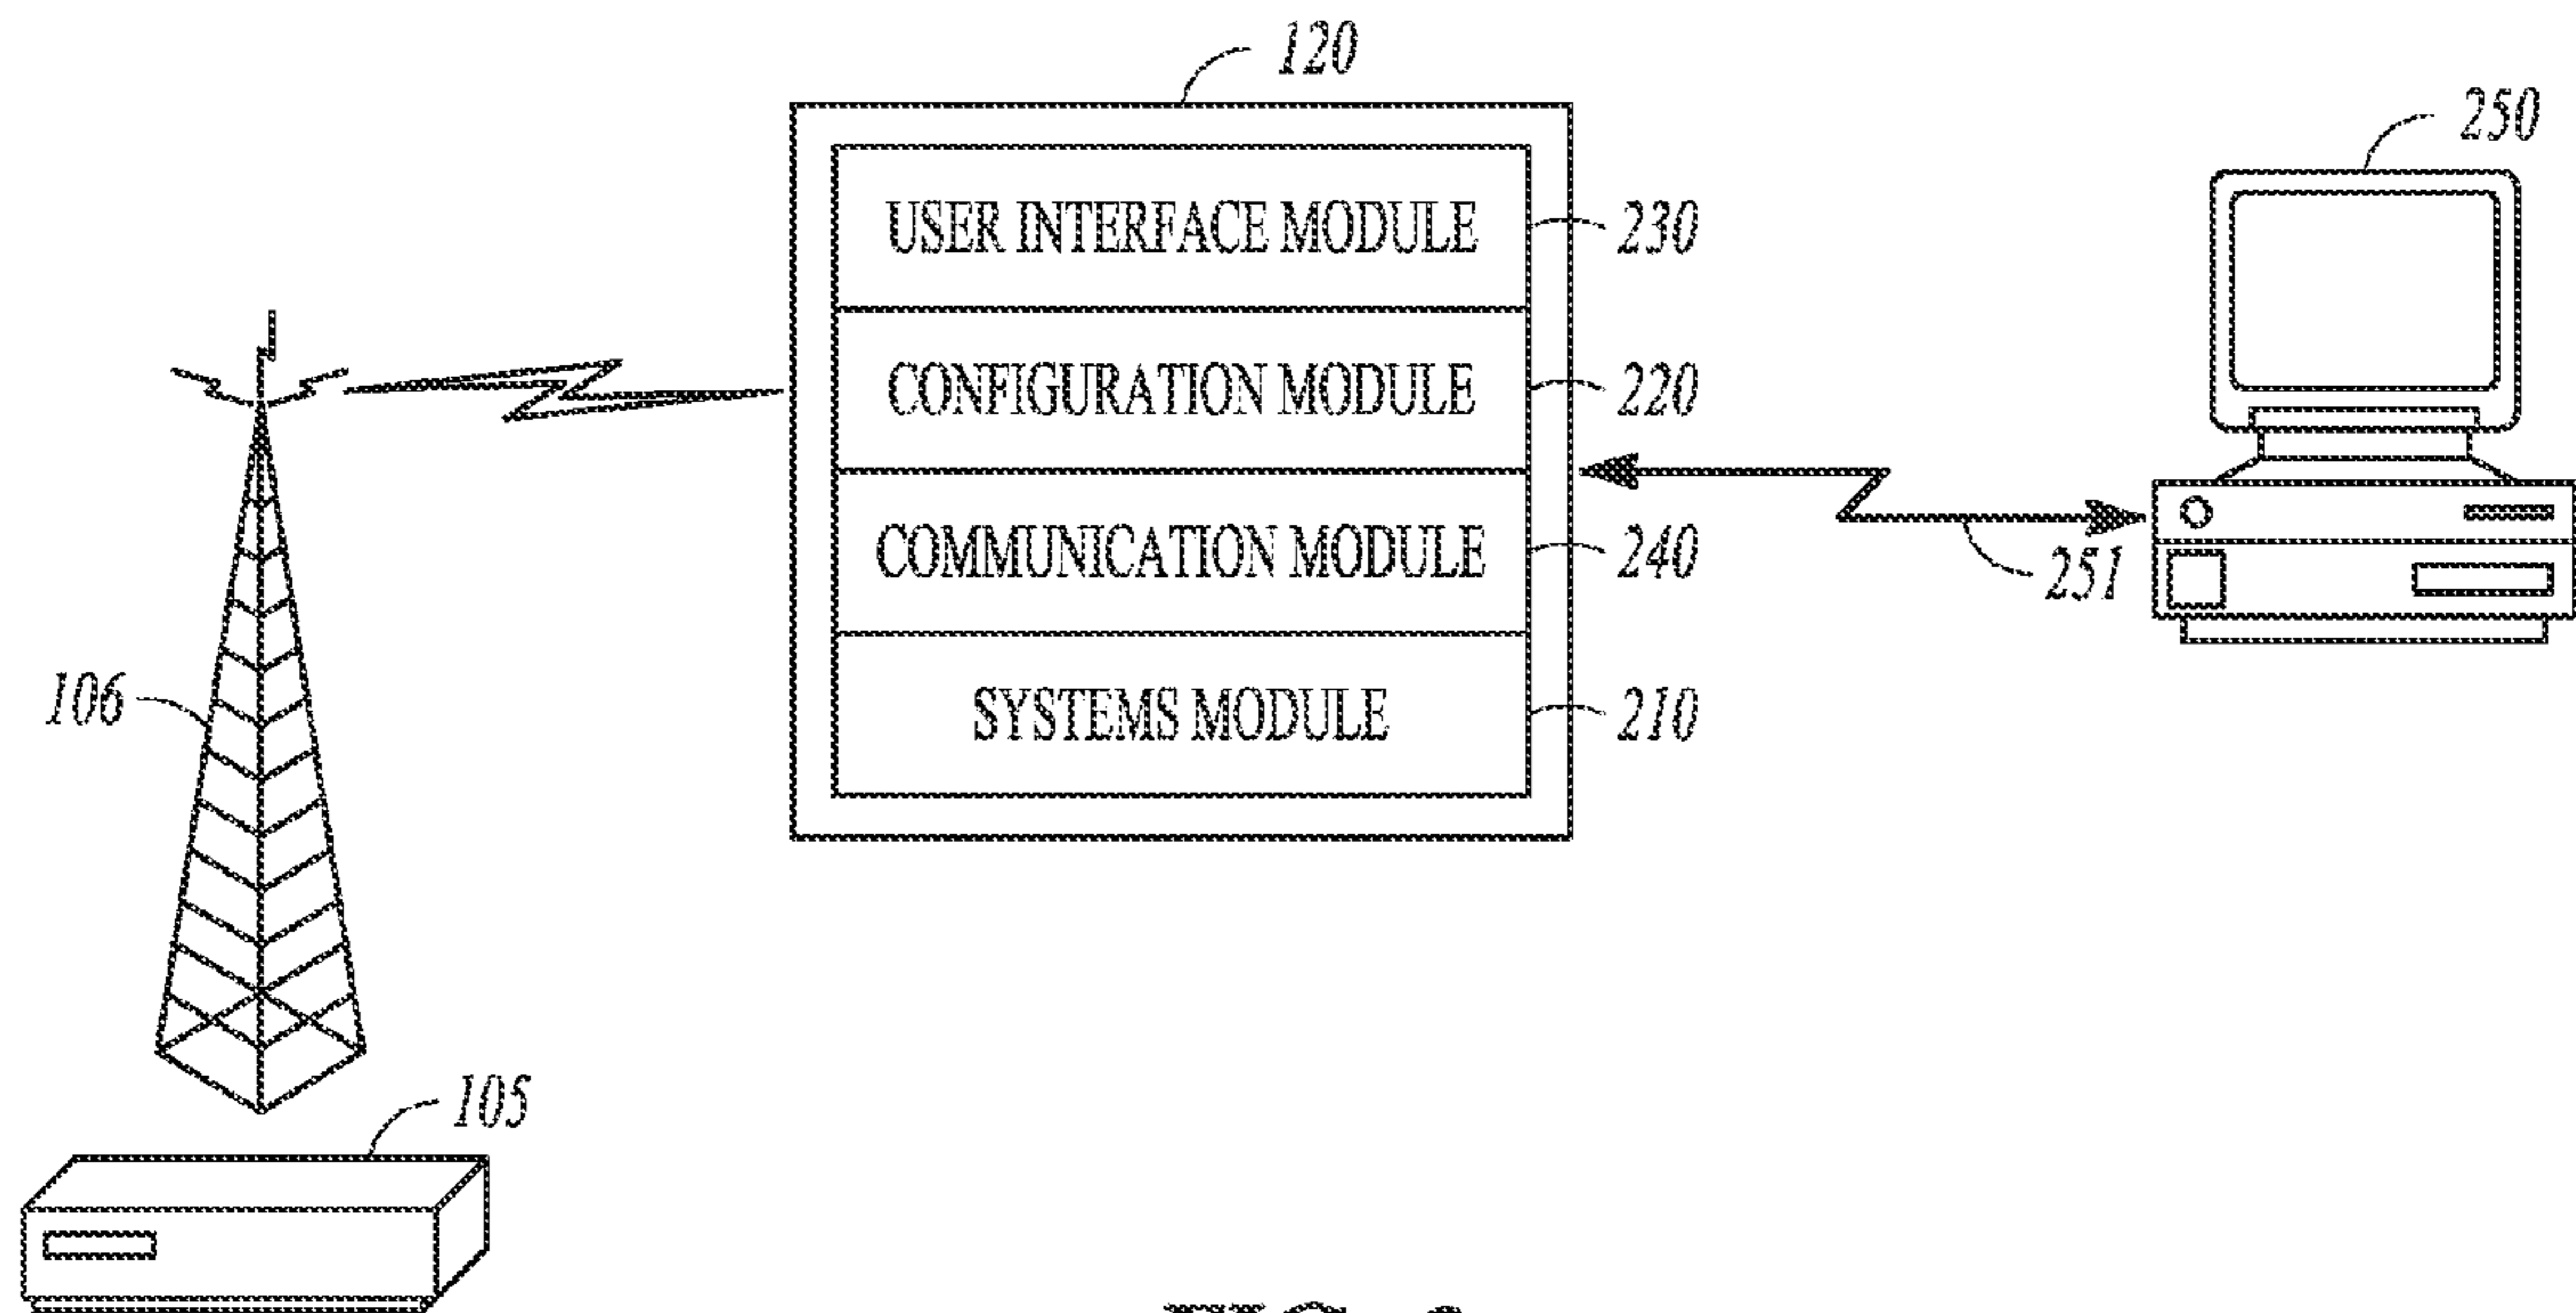 120
250
USER INTERFACE MODULE
230
CONFIGURATION MODULE
220
COMMUNICATION MODULE
240
251
SYSTEMS MODULE
210
106
105